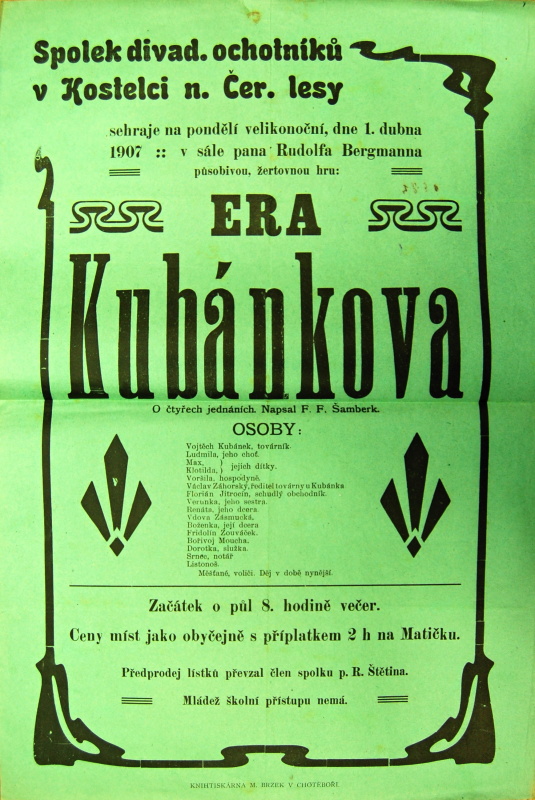 Spolek divad. ochotníků
v Kostelci n. Čer. lesy
sehraje na pondělí velikonoční, dne 1. dubna
1907 :: v sále pana Rudolfa Bergmanna
působivou, žertovnou hru:
ERA
Kubánkova
O čtyřech jednáních. Napsal F. F. Šamberk.
OSOBY:
Vojtěch Kubánek, továrník.
Ludmila, jeho choť.
Max, )
Klotilda, ) jejich dítky.
Voršila, hospodyně.
Václav Záhorský, ředitel továrny u Kubánka
Florián Jitrocín, schudlý obchodník.
Verunka, jeho sestra.
Renáta, jeho dcera
Vdova Zásmucká.
Boženka, její dcera
Fridolín Zouváček.
Bořivoj Moucha.
Dorotka, služka.
Srnec, notář
Listonoš.
Měšťané, voliči. Děj v době nynější.
Začátek o půl 8. hodině večer.
Ceny míst jako obyčejně s příplatkem 2 h na Matičku.
Předprodej lístků převzal člen spolku p. R. Štětina.
Mládež školní přístupu nemá.
KNIHTISKÁRNA M. BRZEK V CHOTĚBOŘI.